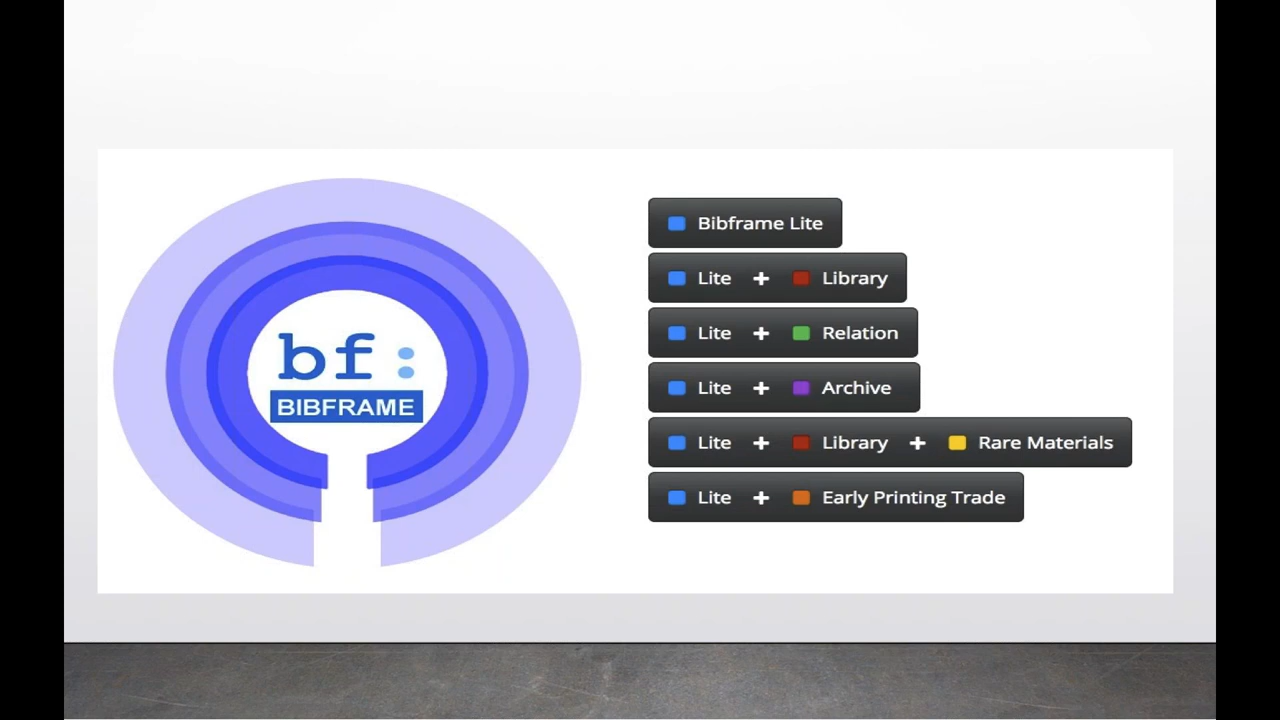 bf:
BIBFRAME
Bibframe Lite
Lite + Library
Lite + Relation
Lite + Archive
Lite + Library + Rare Materials
Lite + Early Printing Trade